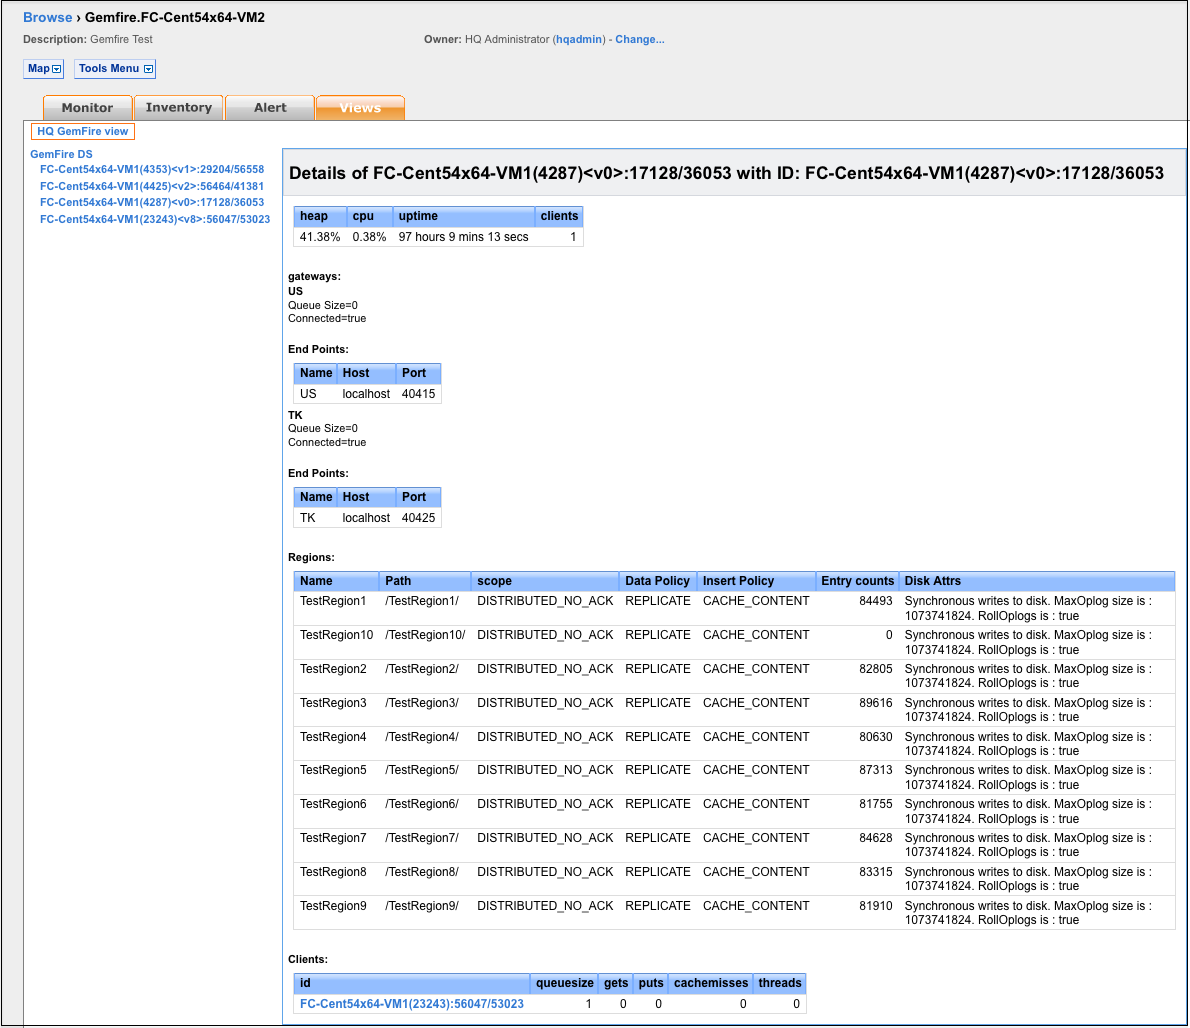 Browse › Gemfire.FC-Cent54x64-VM2
Description: Gemfire Test Owner: HQ Administrator (hqadmin) - Change...
Map Tools Menu
Monitor Inventory Alert Views
HQ GemFire view
GemFire DS
FC-Cent54x64-VM1(4353)<v1>:29204/56558
FC-Cent54x64-VM1(4425)<v2>:56464/41381
FC-Cent54x64-VM1(4287)<v0>:17128/36053
FC-Cent54x64-VM1(23243)<v8>:56047/53023
Details of FC-Cent54x64-VM1(4287)<v0>:17128/36053 with ID: FC-Cent54x64-VM1(4287)<v0>:17128/36053
heap cpu uptime clients
41.38% 0.38% 97 hours 9 mins 13 secs 1
gateways:
US
Queue Size=0
Connected=true
End Points:
Name Host Port
US localhost 40415
TK
Queue Size=0
Connected=true
End Points:
Name Host Port
TK localhost 40425
Regions:
Name Path scope Data Policy Insert Policy Entry counts Disk Attrs
TestRegion1 /TestRegion1/ DISTRIBUTED_NO_ACK REPLICATE CACHE_CONTENT 84493 Synchronous writes to disk. MaxOplog size is :
1073741824. RollOplogs is : true
TestRegion10 /TestRegion10/ DISTRIBUTED_NO_ACK REPLICATE CACHE_CONTENT 0 Synchronous writes to disk. MaxOplog size is :
1073741824. RollOplogs is : true
TestRegion2 /TestRegion2/ DISTRIBUTED_NO_ACK REPLICATE CACHE_CONTENT 82805 Synchronous writes to disk. MaxOplog size is :
1073741824. RollOplogs is : true
TestRegion3 /TestRegion3/ DISTRIBUTED_NO_ACK REPLICATE CACHE_CONTENT 89616 Synchronous writes to disk. MaxOplog size is :
1073741824. RollOplogs is : true
TestRegion4 /TestRegion4/ DISTRIBUTED_NO_ACK REPLICATE CACHE_CONTENT 80630 Synchronous writes to disk. MaxOplog size is :
1073741824. RollOplogs is : true
TestRegion5 /TestRegion5/ DISTRIBUTED_NO_ACK REPLICATE CACHE_CONTENT 87313 Synchronous writes to disk. MaxOplog size is :
1073741824. RollOplogs is : true
TestRegion6 /TestRegion6/ DISTRIBUTED_NO_ACK REPLICATE CACHE_CONTENT 81755 Synchronous writes to disk. MaxOplog size is :
1073741824. RollOplogs is : true
TestRegion7 /TestRegion7/ DISTRIBUTED_NO_ACK REPLICATE CACHE_CONTENT 84628 Synchronous writes to disk. MaxOplog size is :
1073741824. RollOplogs is : true
TestRegion8 /TestRegion8/ DISTRIBUTED_NO_ACK REPLICATE CACHE_CONTENT 83315 Synchronous writes to disk. MaxOplog size is :
1073741824. RollOplogs is : true
TestRegion9 /TestRegion9/ DISTRIBUTED_NO_ACK REPLICATE CACHE_CONTENT 81910 Synchronous writes to disk. MaxOplog size is :
1073741824. RollOplogs is : true
Clients:
id queuesize gets puts cachemisses threads
FC-Cent54x64-VM1(23243):56047/53023 1 0 0 0 0